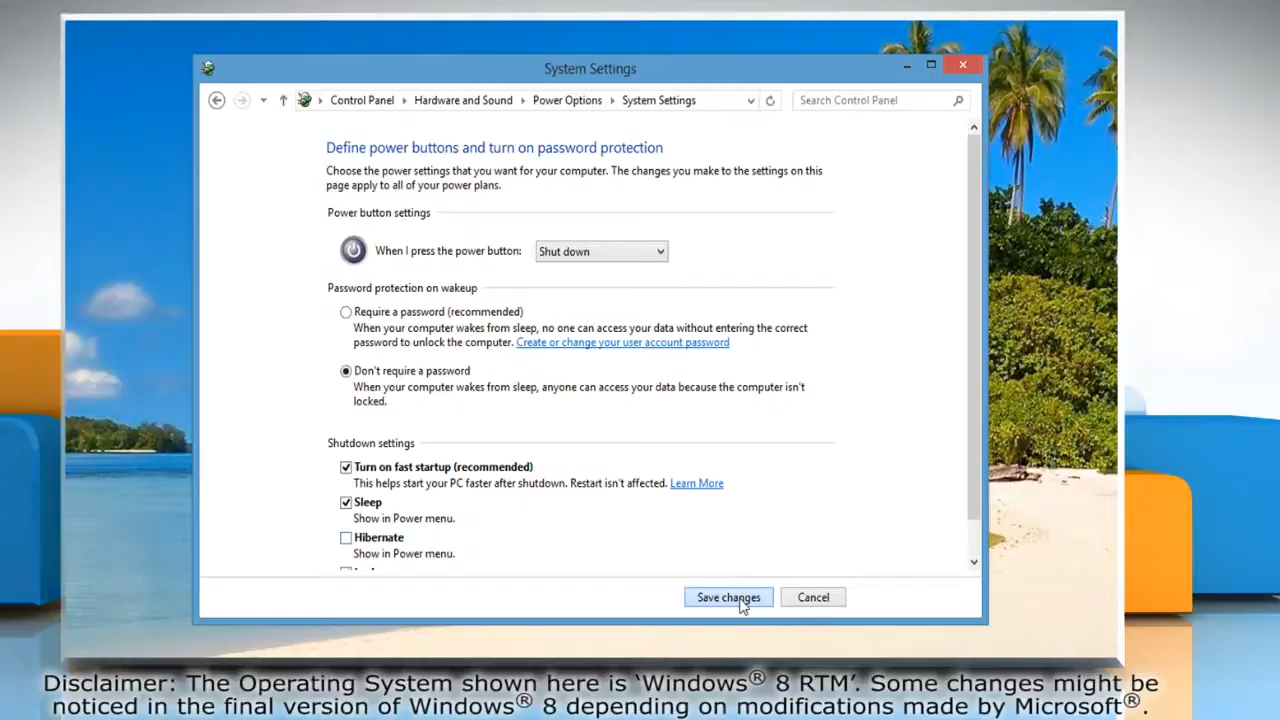 System Settings
Control Panel
Hardware and Sound
Power Options
System Settings
Search Control Panel
Define power buttons and turn on password protection
Choose the power settings that you want for your computer. The changes you make to the settings on this
page apply to all of your power plans.
Power button settings
When I press the power button:
Shut down
Password protection on wakeup
Require a password (recommended)
When your computer wakes from sleep, no one can access your data without entering the correct
password to unlock the computer. Create or change your user account password
Don't require a password
When your computer wakes from sleep, anyone can access your data because the computer isn't
locked.
Shutdown settings
Turn on fast startup (recommended)
This helps start your PC faster after shutdown. Restart isn't affected. Learn More
Sleep
Show in Power menu.
Hibernate
Show in Power menu.
Save changes
Cancel
Disclaimer: The Operating System shown here is ‘Windows® 8 RTM’. Some changes might be
noticed in the final version of Windows® 8 depending on modifications made by Microsoft®.